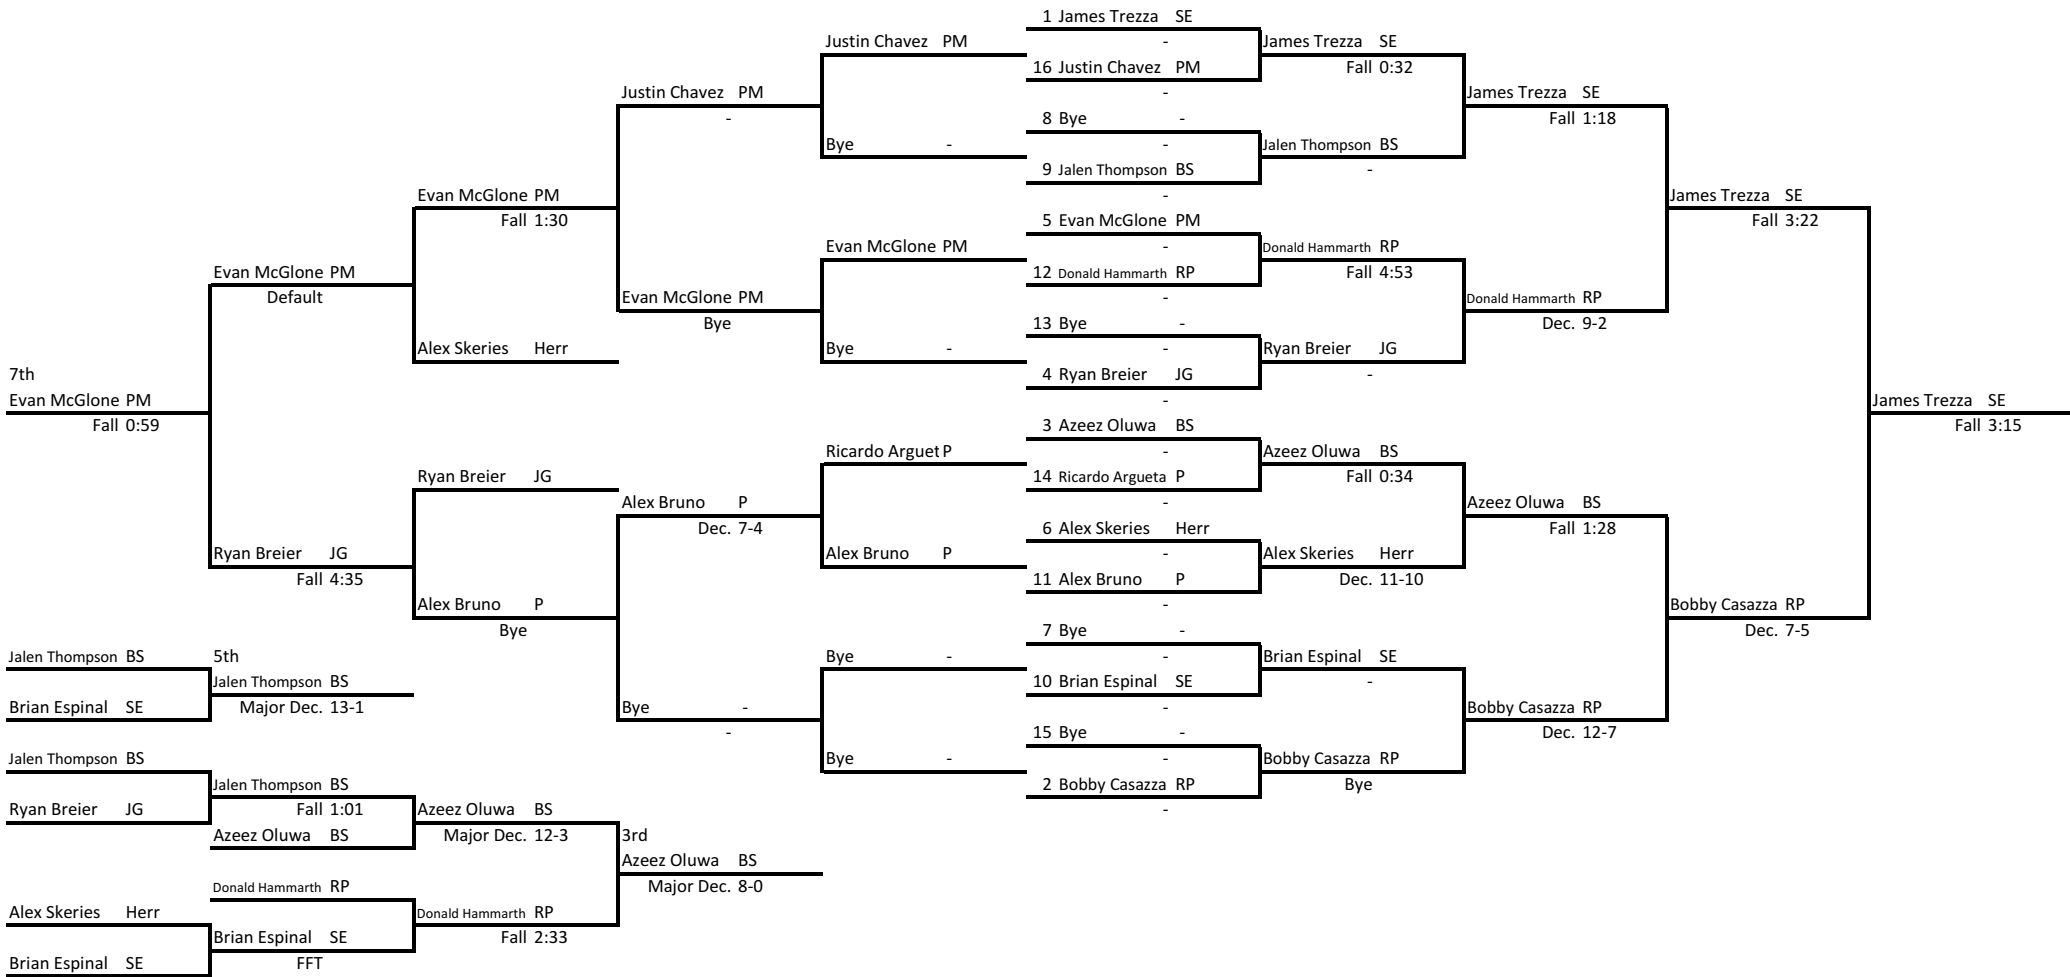 1 James Trezza SE
Justin Chavez PM - James Trezza SE
16 Justin Chavez PM Fall 0:32
Justin Chavez PM - James Trezza SE
- 8 Bye - Fall 1:18
Bye - - Jalen Thompson BS
9 Jalen Thompson BS -
Evan McGlone PM - James Trezza SE
Fall 1:30 5 Evan McGlone PM Fall 3:22
Evan McGlone PM - Donald Hammarth RP
Evan McGlone PM 12 Donald Hammarth RP Fall 4:53
Default Evan McGlone PM - Donald Hammarth RP
Bye 13 Bye - Dec. 9-2
Alex Skeries Herr Bye - - Ryan Breier JG
7th 4 Ryan Breier JG -
Evan McGlone PM - James Trezza SE
Fall 0:59 3 Azeez Oluwa BS Fall 3:15
Ricardo Arguet P - Azeez Oluwa BS
Ryan Breier JG 14 Ricardo Argueta P Fall 0:34
Alex Bruno P - Azeez Oluwa BS
Dec. 7-4 6 Alex Skeries Herr Fall 1:28
Ryan Breier JG Alex Bruno P - Alex Skeries Herr
Fall 4:35 11 Alex Bruno P Dec. 11-10
Alex Bruno P - Bobby Casazza RP
Bye 7 Bye - Dec. 7-5
Jalen Thompson BS 5th Bye - - Brian Espinal SE
Jalen Thompson BS 10 Brian Espinal SE -
Brian Espinal SE Major Dec. 13-1 Bye - - Bobby Casazza RP
- 15 Bye - Dec. 12-7
Jalen Thompson BS Bye - - Bobby Casazza RP
Jalen Thompson BS 2 Bobby Casazza RP Bye
Ryan Breier JG Fall 1:01 Azeez Oluwa BS -
Azeez Oluwa BS Major Dec. 12-3 3rd
Azeez Oluwa BS
Donald Hammarth RP Major Dec. 8-0
Alex Skeries Herr Donald Hammarth RP
Brian Espinal SE Fall 2:33
Brian Espinal SE FFT